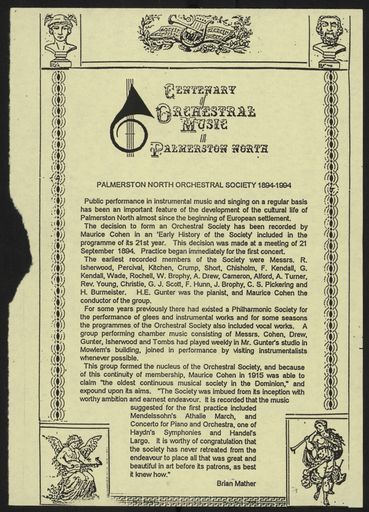 CENTENARY
of
ORCHESTRAL
MUSIC
in
PALMERSTON NORTH
PALMERSTON NORTH ORCHESTRAL SOCIETY 1894-1994
Public performance in instrumental music and singing on a regular basis
has been an important feature of the development of the cultural life of
Palmerston North almost since the beginning of European settlement.
The decision to form an Orchestral Society has been recorded by
Maurice Cohen in an 'Early History of the Society' included in the
programme of its 21st year. This decision was made at a meeting of 21
September 1894. Practice began immediately for the first concert.
The earliest recorded members of the Society were Messrs. R.
Isherwood, Percival, Kitchen, Crump, Short, Chisholm, F. Kendall, G.
Kendall, Wade, Rochell, W. Brophy, A. Drew, Cameron, Alford, A. Turner,
Rev. Young, Christie, G. J. Scott, F. Hunn, J. Brophy, C. S. Pickering and
H. Burmeister. H.E. Gunter was the pianist, and Maurice Cohen the
conductor of the group.
For some years previously there had existed a Philharmonic Society for
the performance of glees and instrumental works and for some seasons
the programmes of the Orchestral Society also included vocal works. A
group performing chamber music consisting of Messrs. Cohen, Drew,
Gunter, Isherwood and Tombs had played weekly in Mr. Gunter's studio in
Mowlem's building, joined in performance by visiting instrumentalists
whenever possible.
This group formed the nucleus of the Orchestral Society, and because
of this continuity of membership, Maurice Cohen in 1915 was able to
claim "the oldest continuous musical society in the Dominion," and
expound upon its aims. "The Society was imbued from its inception with
worthy ambition and earnest endeavour. It is recorded that the music
suggested for the first practice included
Mendelssohn's Athalie March, and
Concerto for Piano and Orchestra, one of
Haydn's Symphonies and Handel's
Largo. It is worthy of congratulation that
the society has never retreated from the
endeavour to place all that was great and
beautiful in art before its patrons, as best
it knew how."
Brian Mather